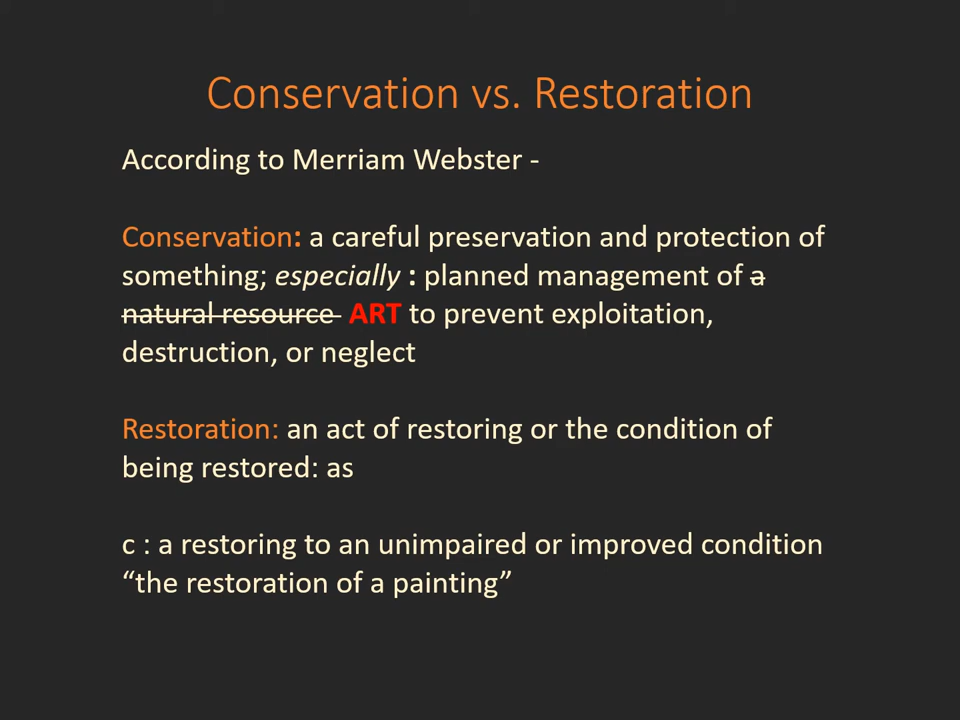 Conservation vs. Restoration
According to Merriam Webster -
Conservation: a careful preservation and protection of
something; especially : planned management of a
natural resource ART to prevent exploitation,
destruction, or neglect
Restoration: an act of restoring or the condition of
being restored: as
c : a restoring to an unimpaired or improved condition
“the restoration of a painting”